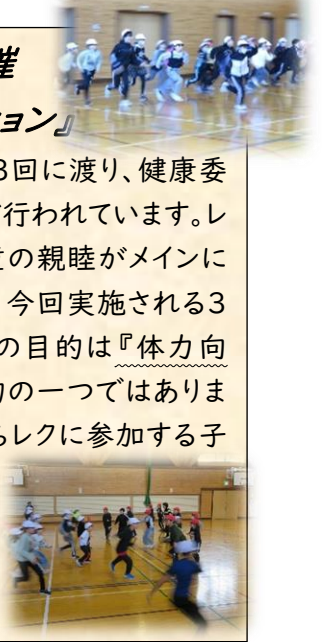 催
ョン』
3回に渡り、健康委
行われています。レ
の親睦がメインに
今回実施される3
の目的は『体力向
の一つではありま
レクに参加する子